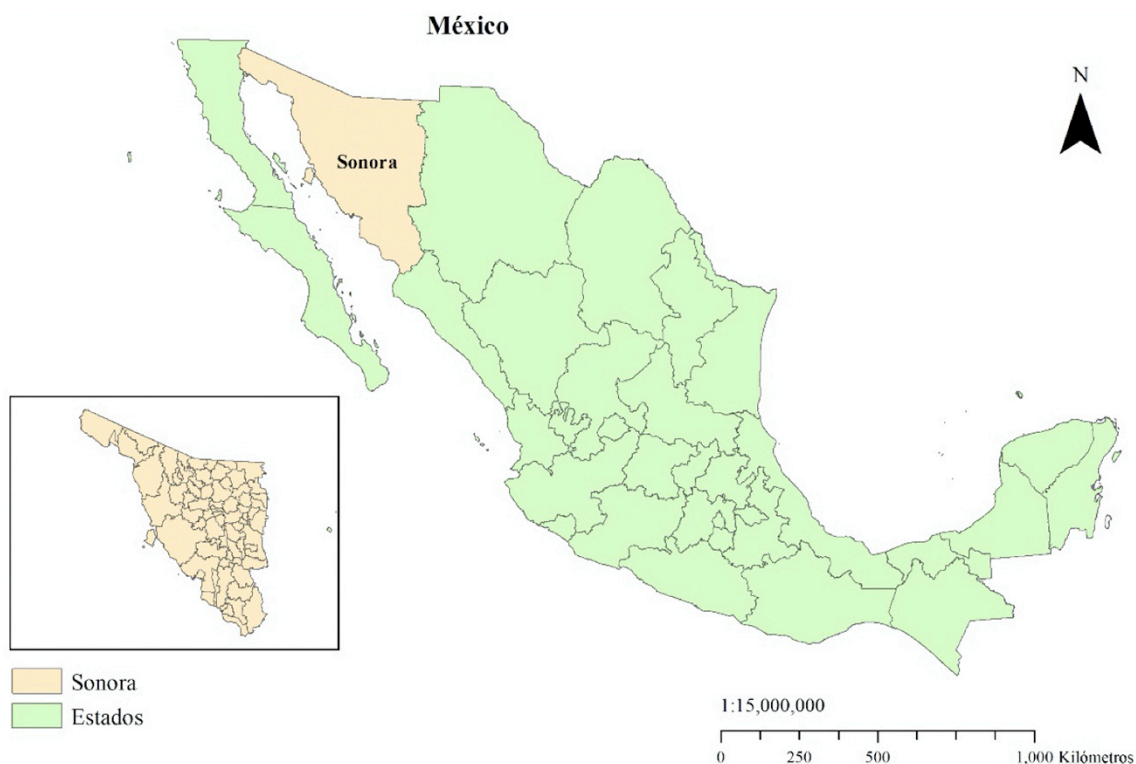 México
N
Sonora
Sonora
Estados
1:15,000,000
0 250 500 1,000 Kilómetros